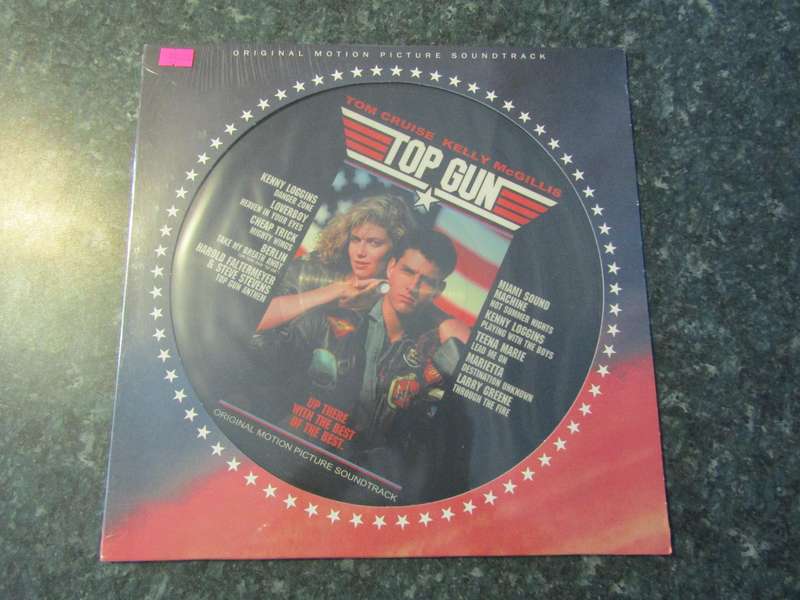 ORIGINAL MOTION PICTURE SOUNDTRACK
TOM CRUISE KELLY McGILLIS
TOP GUN
KENNY LOGGINS
DANGER ZONE
LOVERBOY
HEAVEN IN YOUR EYES
CHEAP TRICK
MIGHTY WINGS
BERLIN
TAKE MY BREATH AWAY
HAROLD FALTERMEYER
& STEVE STEVENS
TOP GUN ANTHEM
MIAMI SOUND
MACHINE
HOT SUMMER NIGHTS
KENNY LOGGINS
PLAYING WITH THE BOYS
TEENA MARIE
LEAD ME ON
MARIETTA
DESTINATION UNKNOWN
LARRY GREENE
THROUGH THE FIRE
UP THERE
WITH THE BEST
OF THE BEST.
ORIGINAL MOTION PICTURE SOUNDTRACK